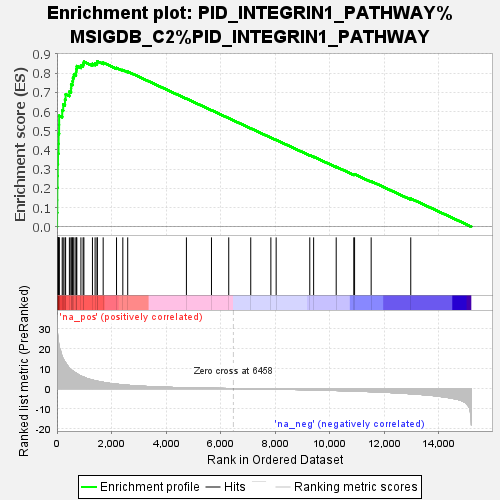 Enrichment plot: PID_INTEGRIN1_PATHWAY%
MSIGDB_C2%PID_INTEGRIN1_PATHWAY
Enrichment score (ES)
0.9
0.8
0.7
0.6
0.5
0.4
0.3
0.2
0.1
0.0
'na_pos' (positively correlated)
Ranked list metric (PreRanked)
30
20
10
0
-10
-20
Zero cross at 6458
'na_neg' (negatively correlated)
0 2,000 4,000 6,000 8,000 10,000 12,000 14,000
Rank in Ordered Dataset
Enrichment profile Hits Ranking metric scores